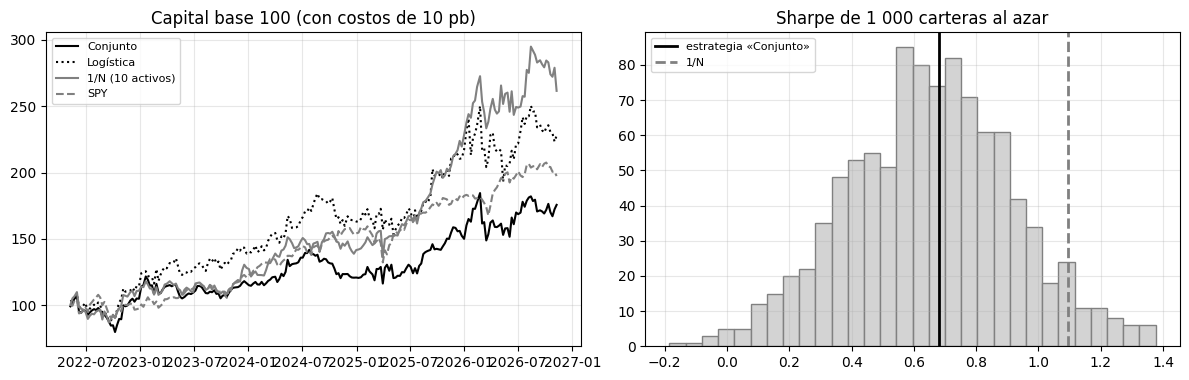 Capital base 100 (con costos de 10 pb)
300
250
200
150
100
Conjunto
Logística
1/N (10 activos)
SPY
2022-07 2023-01 2023-07 2024-01 2024-07 2025-01 2025-07 2026-01 2026-07 2027-01
Sharpe de 1 000 carteras al azar
80
70
60
50
40
30
20
10
0
estrategia «Conjunto»
1/N
−0.2 0.0 0.2 0.4 0.6 0.8 1.0 1.2 1.4